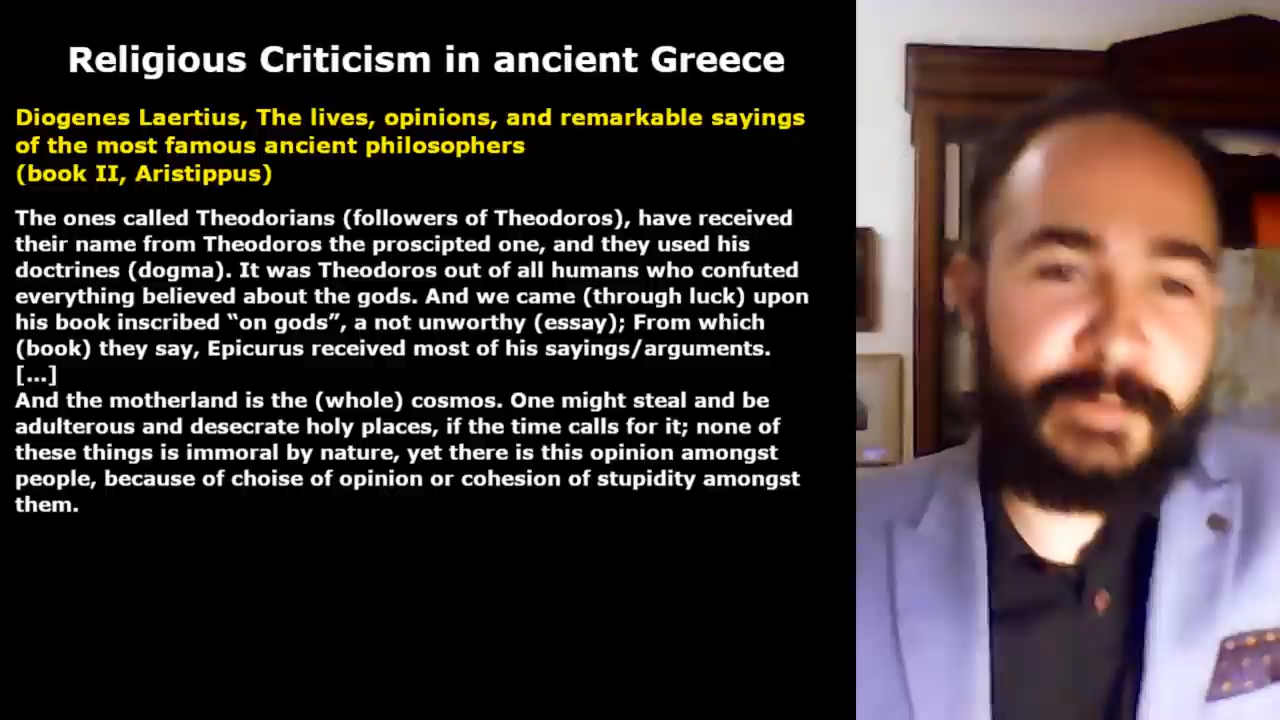 Religious Criticism in ancient Greece
Diogenes Laertius, The lives, opinions, and remarkable sayings
of the most famous ancient philosophers
(book II, Aristippus)
The ones called Theodorians (followers of Theodoros), have received
their name from Theodoros the proscipted one, and they used his
doctrines (dogma). It was Theodoros out of all humans who confuted
everything believed about the gods. And we came (through luck) upon
his book inscribed “on gods”, a not unworthy (essay); From which
(book) they say, Epicurus received most of his sayings/arguments.
[...]
And the motherland is the (whole) cosmos. One might steal and be
adulterous and desecrate holy places, if the time calls for it; none of
these things is immoral by nature, yet there is this opinion amongst
people, because of choise of opinion or cohesion of stupidity amongst
them.